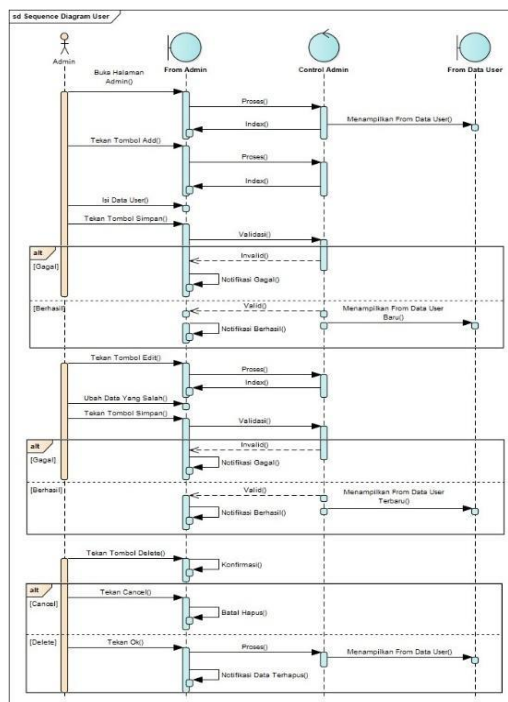 sd Sequence Diagram User
Admin
From Admin
Control Admin
From Data User
Buka Halaman
Admin()
Proses()
Index()
Menampilkan From Data User()
Tekan Tombol Add()
Proses()
Index()
Isi Data User()
Tekan Tombol Simpan()
Validasi()
alt
[Gagal]
Invalid()
Notifikasi Gagal()
[Berhasil]
Valid()
Menampilkan From Data User
Baru()
Notifikasi Berhasil()
Tekan Tombol Edit()
Proses()
Index()
Ubah Data Yang Salah()
Tekan Tombol Simpan()
Validasi()
alt
[Gagal]
Invalid()
Notifikasi Gagal()
[Berhasil]
Valid()
Menampilkan From Data User
Terbaru()
Notifikasi Berhasil()
Tekan Tombol Delete()
Konfirmasi()
alt
[Cancel]
Tekan Cancel()
Batal Hapus()
[Delete]
Tekan Ok()
Proses()
Menampilkan From Data User()
Notifikasi Data Terhapus()